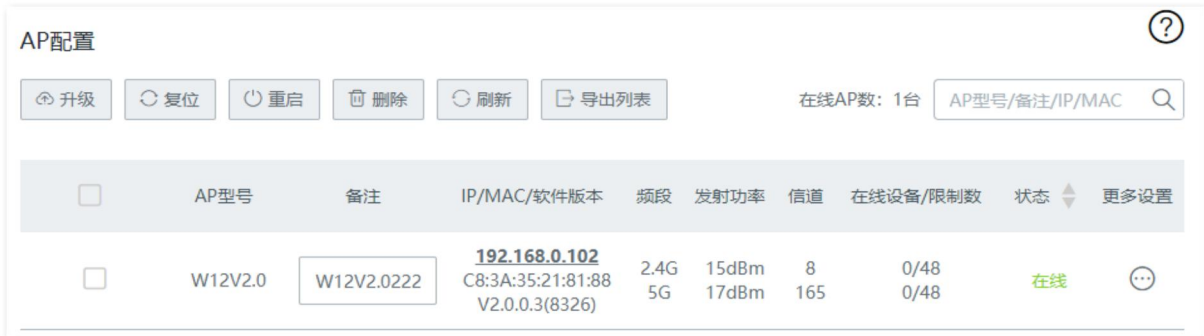 AP配置
?
升级 复位 重启 删除 刷新 导出列表 在线AP数：1台 AP型号/备注/IP/MAC
AP型号 备注 IP/MAC/软件版本 频段 发射功率 信道 在线设备/限制数 状态 更多设置
192.168.0.102
W12V2.0 W12V2.0222 C8:3A:35:21:81:88 2.4G 15dBm 8 0/48 在线
5G 17dBm 165 0/48
V2.0.0.3(8326)